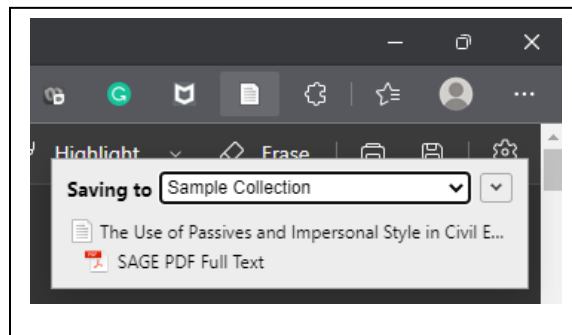 Highlight Erase
Saving to Sample Collection
The Use of Passives and Impersonal Style in Civil E...
SAGE PDF Full Text